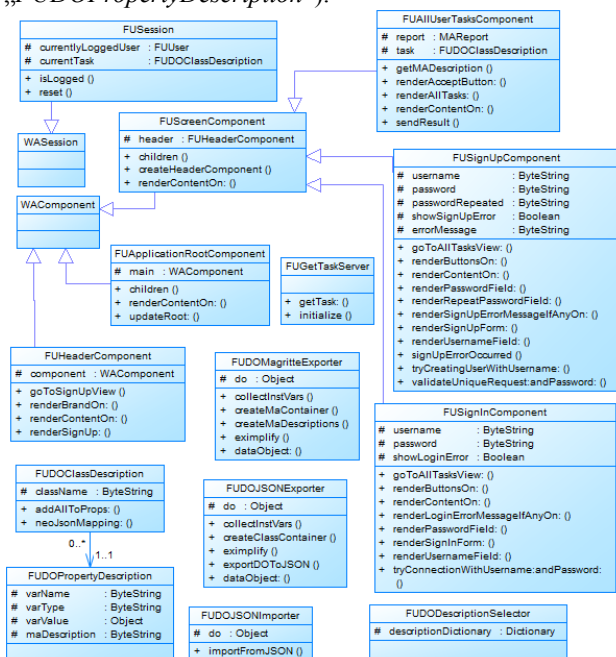 „FUDOPropertyDescription“).
FUSession
# currentlyLoggedUser : FUUser
# currentTask : FUDOClassDescription
+ isLogged ()
+ reset ()
FUAllUserTasksComponent
# report : MAReport
# task : FUDOClassDescription
+ getMADescription ()
+ renderAcceptButton: ()
+ renderAllTasks: ()
+ renderContentOn: ()
+ sendResult ()
FUScreenComponent
# header : FUHeaderComponent
+ children ()
+ createHeaderComponent ()
+ renderContentOn: ()
WASession
WAComponent
FUSignUpComponent
# username : ByteString
# password : ByteString
# passwordRepeated : ByteString
# showSignUpError : Boolean
# errorMessage : ByteString
+ goToAllTasksView: ()
+ renderButtonsOn: ()
+ renderContentOn: ()
+ renderPasswordField: ()
+ renderRepeatPasswordField: ()
+ renderSignUpErrorMessageIfAnyOn: ()
+ renderSignUpForm: ()
+ renderUsernameField: ()
+ signUpErrorOccurred ()
+ tryCreatingUserWithUsername: ()
+ validateUniqueRequest:andPassword: ()
FUApplicationRootComponent
# main : WAComponent
+ children ()
+ renderContentOn: ()
+ updateRoot: ()
FUGetTaskServer
+ getTask: ()
+ initialize ()
FUHeaderComponent
# component : WAComponent
+ goToSignUpView ()
+ renderBrandOn: ()
+ renderContentOn: ()
+ renderSignUp: ()
FUDOMagritteExporter
# do : Object
+ collectInstVars ()
+ createMaContainer ()
+ createMaDescriptions ()
+ eximplify ()
+ dataObject: ()
FUSignInComponent
# username : ByteString
# password : ByteString
# showLoginError : Boolean
+ goToAllTasksView: ()
+ renderButtonsOn: ()
+ renderContentOn: ()
+ renderLoginErrorMessageIfAnyOn: ()
+ renderPasswordField: ()
+ renderSignInForm: ()
+ renderUsernameField: ()
+ tryConnectionWithUsername:andPassword:
()
FUDOClassDescription
# className : ByteString
+ addAllToProps: ()
+ neoJsonMapping: ()
0..*
1..1
FUDOJSONExporter
# do : Object
+ collectInstVars ()
+ createClassContainer ()
+ eximplify ()
+ exportDOToJSON ()
+ dataObject: ()
FUDOPropertyDescription
# varName : ByteString
# varType : ByteString
# varValue : Object
# maDescription : ByteString
FUDOJSONImporter
# do : Object
+ importFromJSON ()
FUDODescriptionSelector
# descriptionDictionary : Dictionary